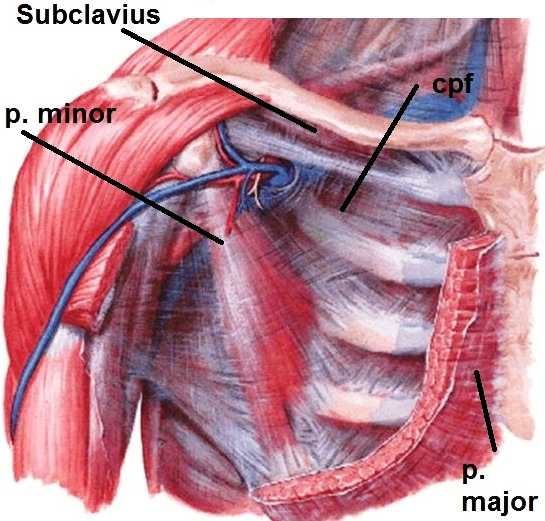 Subclavius
cpf
p. minor
p.
major